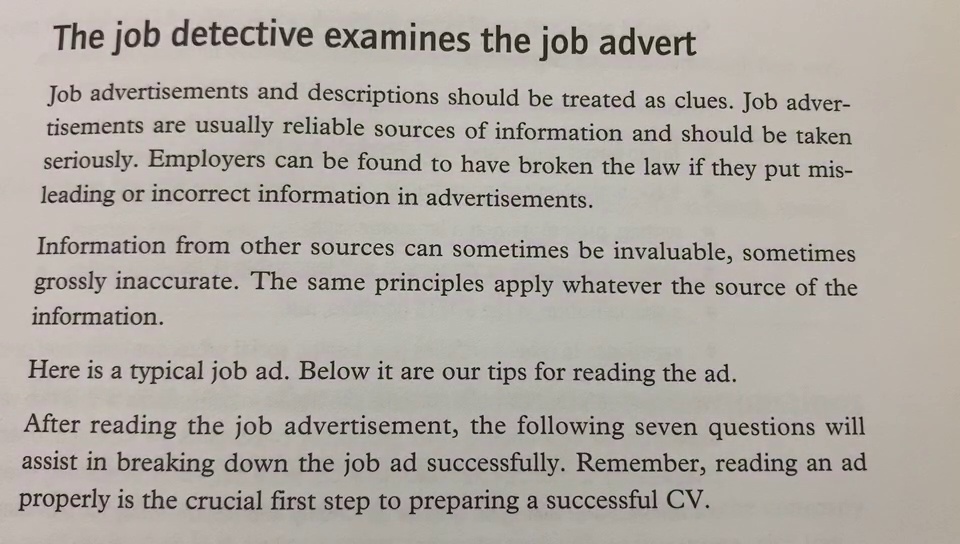 The job detective examines the job advert
Job advertisements and descriptions should be treated as clues. Job adver-
tisements are usually reliable sources of information and should be taken
seriously. Employers can be found to have broken the law if they put mis-
leading or incorrect information in advertisements.
Information from other sources can sometimes be invaluable, sometimes
grossly inaccurate. The same principles apply whatever the source of the
information.
Here is a typical job ad. Below it are our tips for reading the ad.
After reading the job advertisement, the following seven questions will
assist in breaking down the job ad successfully. Remember, reading an ad
properly is the crucial first step to preparing a successful CV.